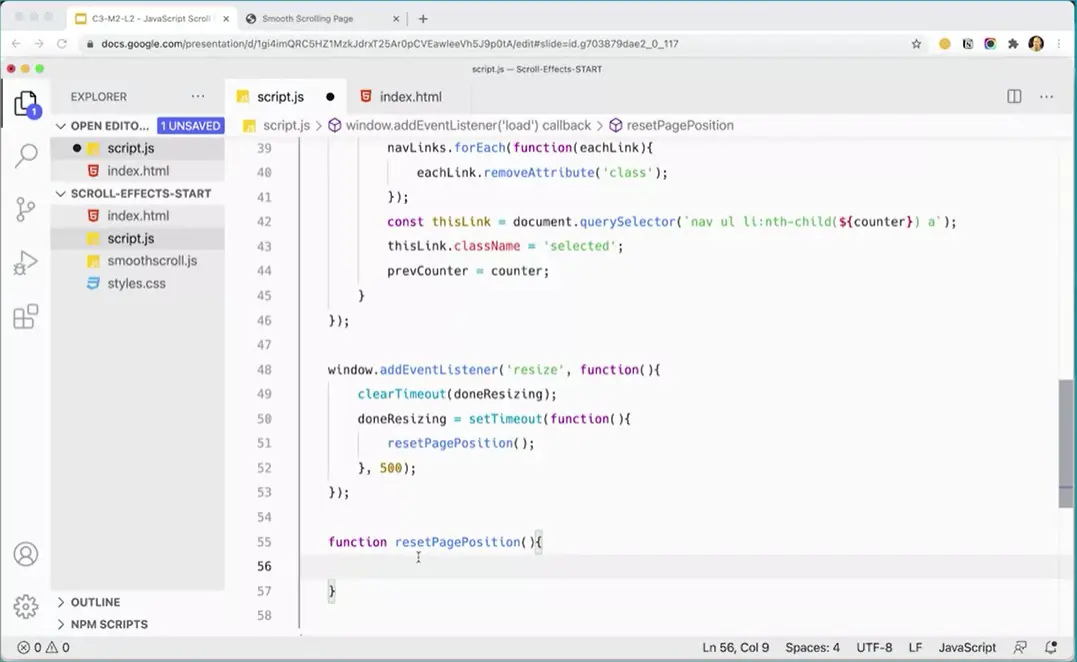 C3-M2-L2 - JavaScript Scroll
Smooth Scrolling Page
docs.google.com/presentation/d/1gi4imQRC5HZ1MzkJdrxT25Ar0pCVEawleeVh5J9p0tA/edit#slide=id.g703879dae2_0_117
script.js — Scroll-Effects-START
EXPLORER
script.js
index.html
OPEN EDITO...
1 UNSAVED
script.js > window.addEventListener('load') callback > resetPagePosition
script.js
index.html
SCROLL-EFFECTS-START
index.html
script.js
smoothscroll.js
styles.css
OUTLINE
NPM SCRIPTS
1
39 navLinks.forEach(function(eachLink){
40 eachLink.removeAttribute('class');
41 });
42 const thisLink = document.querySelector(`nav ul li:nth-child(${counter}) a`);
43 thisLink.className = 'selected';
44 prevCounter = counter;
45 }
46 });
47
48 window.addEventListener('resize', function(){
49 clearTimeout(doneResizing);
50 doneResizing = setTimeout(function(){
51 resetPagePosition();
52 }, 500);
53 });
54
55 function resetPagePosition(){
56
57 }
58
0 0
Ln 56, Col 9 Spaces: 4 UTF-8 LF JavaScript